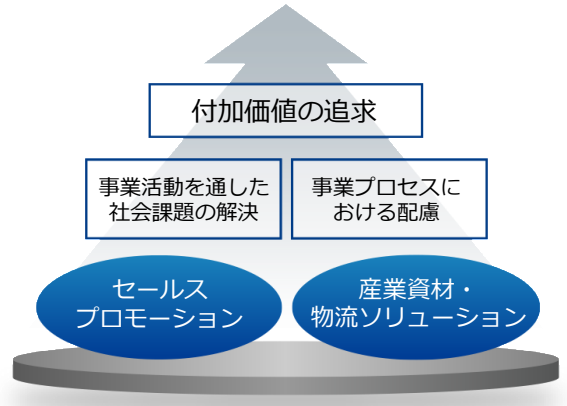 付加価値の追求
事業活動を通した
社会課題の解決
事業プロセスに
おける配慮
セールス
プロモーション
産業資材・
物流ソリューション